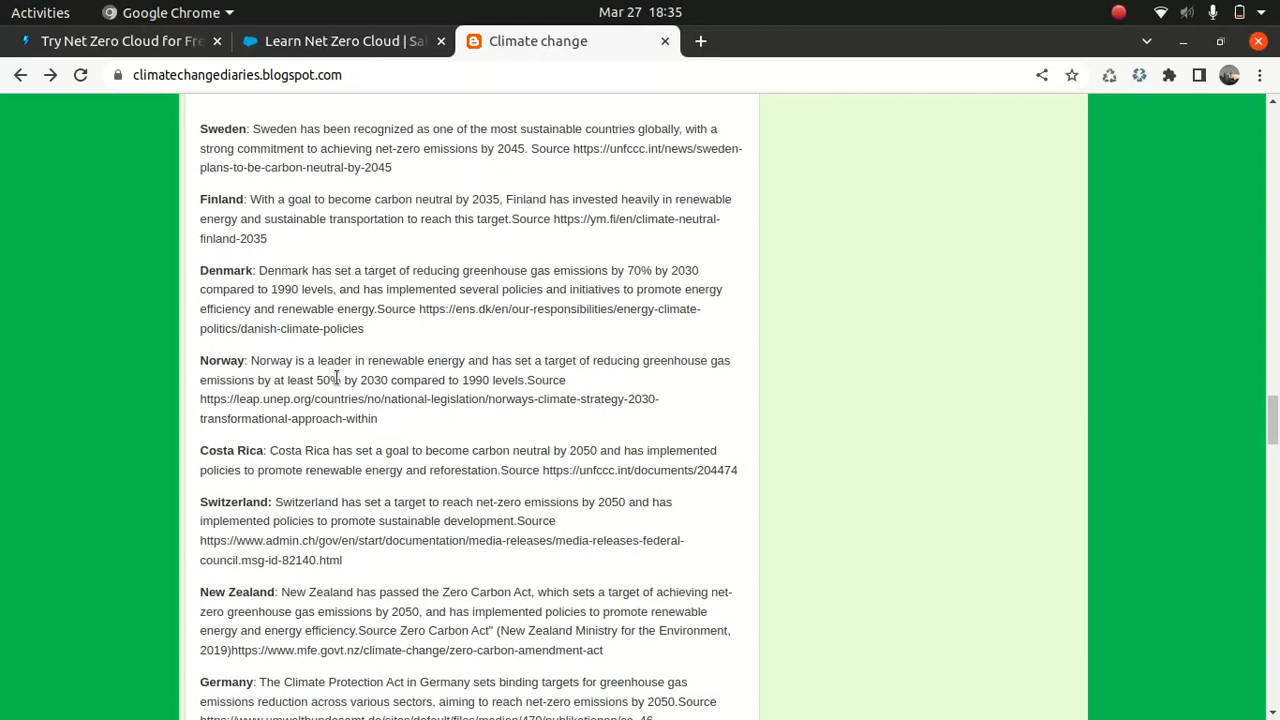 Activities
Google Chrome
Mar 27 18:35
Try Net Zero Cloud for Fre
Learn Net Zero Cloud | Sal
Climate change
climatechangediaries.blogspot.com
Sweden: Sweden has been recognized as one of the most sustainable countries globally, with a
strong commitment to achieving net-zero emissions by 2045. Source https://unfccc.int/news/sweden-
plans-to-be-carbon-neutral-by-2045
Finland: With a goal to become carbon neutral by 2035, Finland has invested heavily in renewable
energy and sustainable transportation to reach this target.Source https://ym.fi/en/climate-neutral-
finland-2035
Denmark: Denmark has set a target of reducing greenhouse gas emissions by 70% by 2030
compared to 1990 levels, and has implemented several policies and initiatives to promote energy
efficiency and renewable energy.Source https://ens.dk/en/our-responsibilities/energy-climate-
politics/danish-climate-policies
Norway: Norway is a leader in renewable energy and has set a target of reducing greenhouse gas
emissions by at least 50% by 2030 compared to 1990 levels.Source
https://leap.unep.org/countries/no/national-legislation/norways-climate-strategy-2030-
transformational-approach-within
Costa Rica: Costa Rica has set a goal to become carbon neutral by 2050 and has implemented
policies to promote renewable energy and reforestation.Source https://unfccc.int/documents/204474
Switzerland: Switzerland has set a target to reach net-zero emissions by 2050 and has
implemented policies to promote sustainable development.Source
https://www.admin.ch/gov/en/start/documentation/media-releases/media-releases-federal-
council.msg-id-82140.html
New Zealand: New Zealand has passed the Zero Carbon Act, which sets a target of achieving net-
zero greenhouse gas emissions by 2050, and has implemented policies to promote renewable
energy and energy efficiency.Source Zero Carbon Act" (New Zealand Ministry for the Environment,
2019)https://www.mfe.govt.nz/climate-change/zero-carbon-amendment-act
Germany: The Climate Protection Act in Germany sets binding targets for greenhouse gas
emissions reduction across various sectors, aiming to reach net-zero emissions by 2050.Source